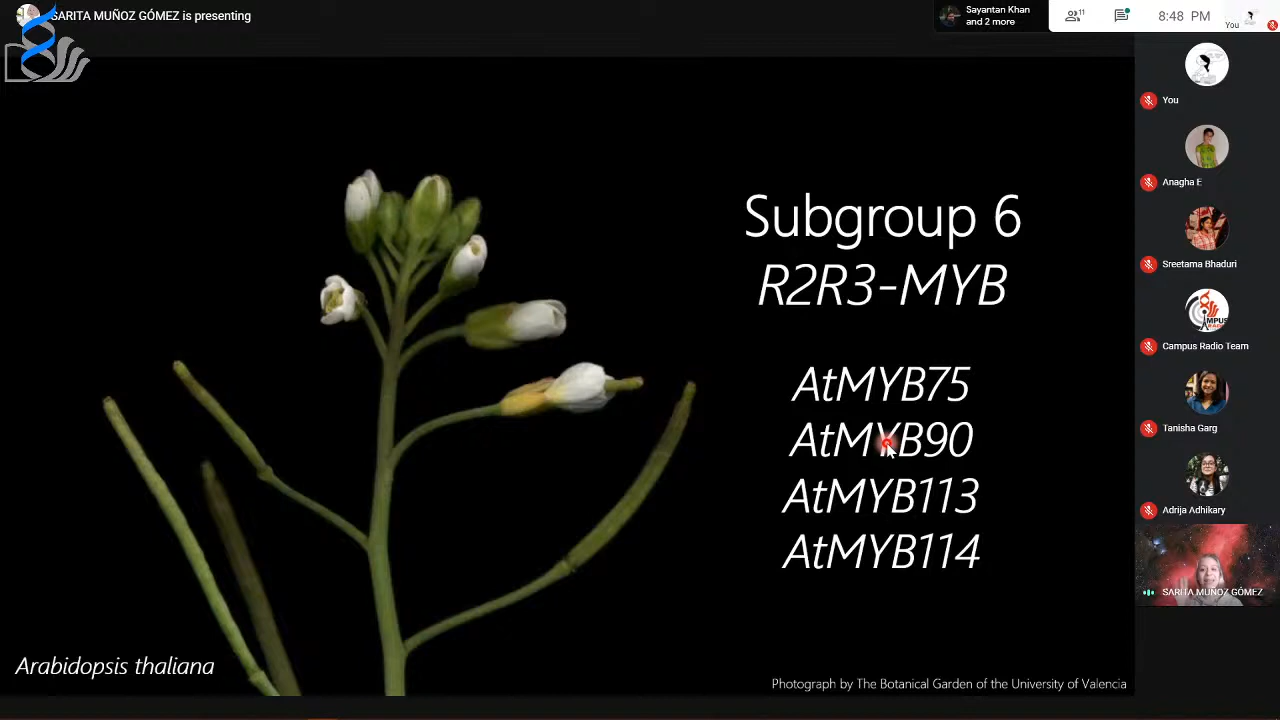 SARITA MUÑOZ GÓMEZ is presenting
Sayantan Khan
and 2 more
11
8:48 PM
You
Subgroup 6
R2R3-MYB
AtMYB75
AtMYB90
AtMYB113
AtMYB114
Arabidopsis thaliana
Photograph by The Botanical Garden of the University of Valencia
You
Anagha E
Sreetama Bhaduri
Campus Radio Team
Tanisha Garg
Adrija Adhikary
SARITA MUÑOZ GÓMEZ